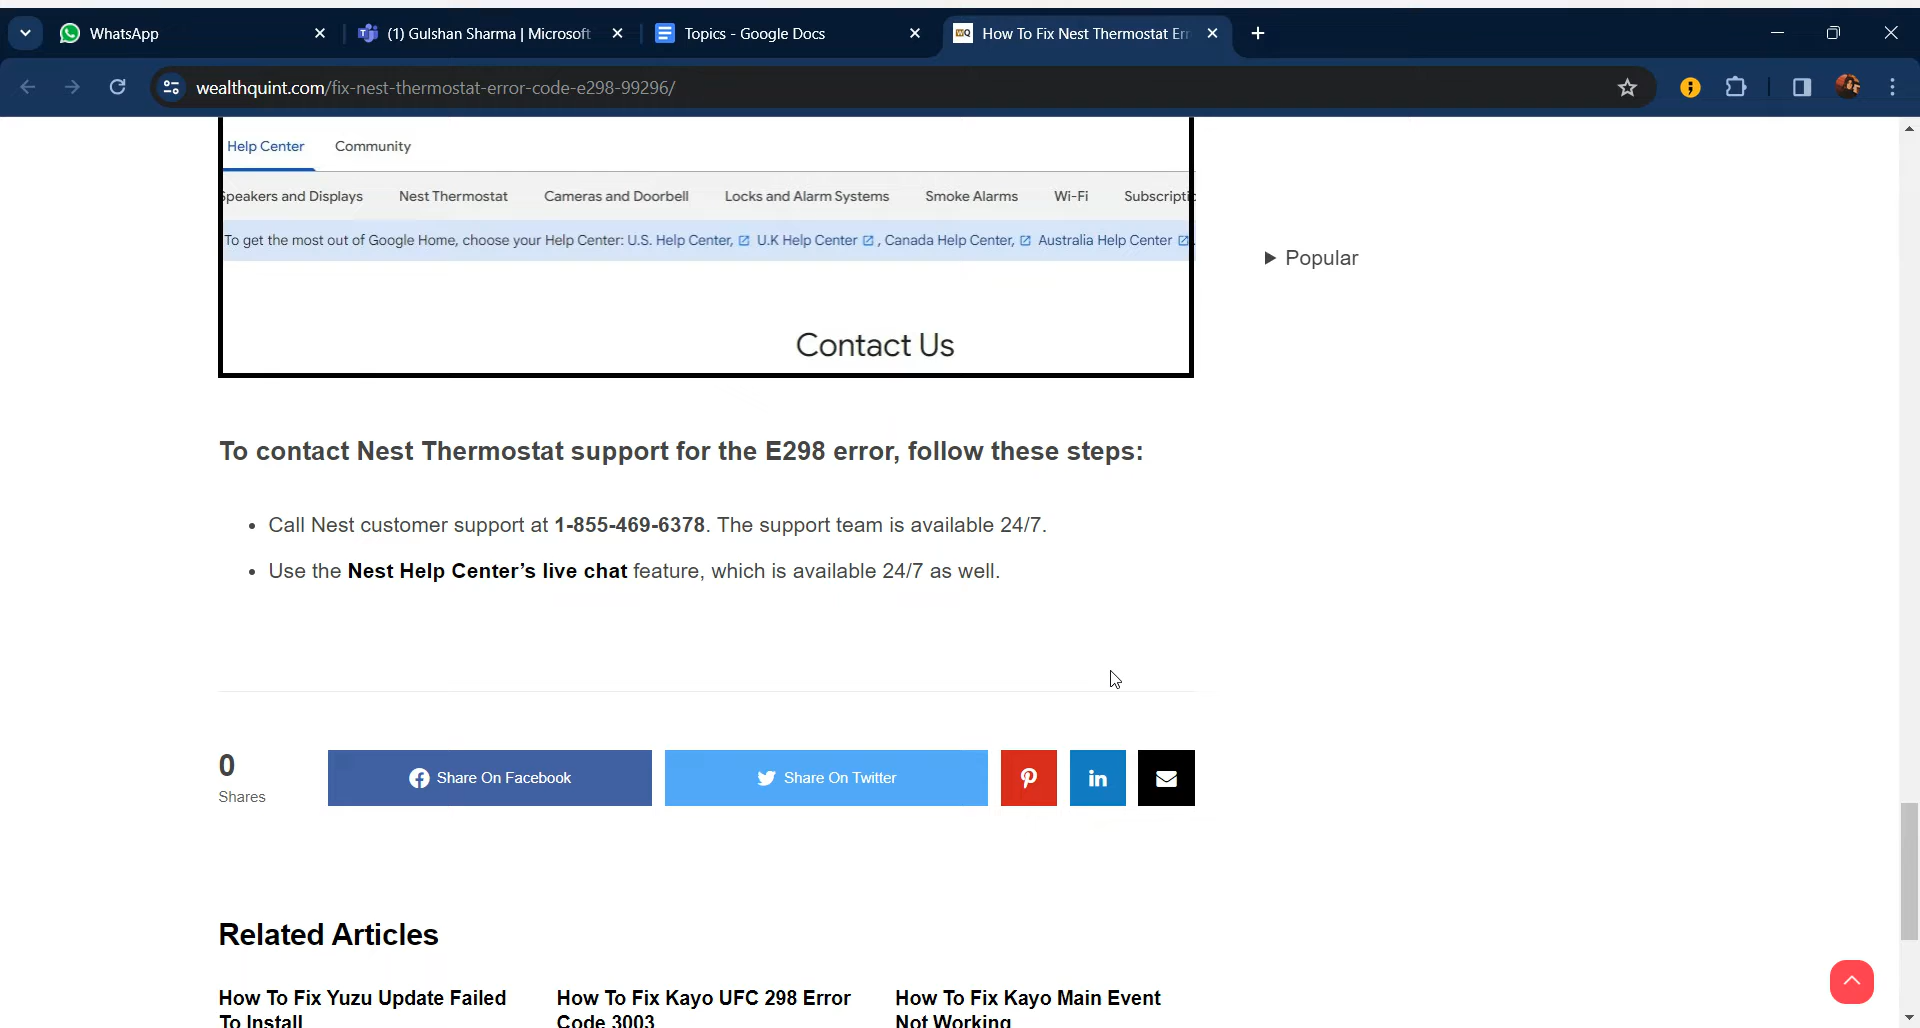 WhatsApp
(1) Gulshan Sharma | Microsoft
Topics - Google Docs
WQ
How To Fix Nest Thermostat Er
wealthquint.com/fix-nest-thermostat-error-code-e298-99296/
Help Center Community
Speakers and Displays Nest Thermostat Cameras and Doorbell Locks and Alarm Systems Smoke Alarms Wi-Fi Subscripti
To get the most out of Google Home, choose your Help Center: U.S. Help Center, U.K Help Center , Canada Help Center, Australia Help Center .
Contact Us
Popular
To contact Nest Thermostat support for the E298 error, follow these steps:
• Call Nest customer support at 1-855-469-6378. The support team is available 24/7.
• Use the Nest Help Center’s live chat feature, which is available 24/7 as well.
0
Shares
Share On Facebook
Share On Twitter
in
Related Articles
How To Fix Yuzu Update Failed
To Install
How To Fix Kayo UFC 298 Error
Code 3003
How To Fix Kayo Main Event
Not Working